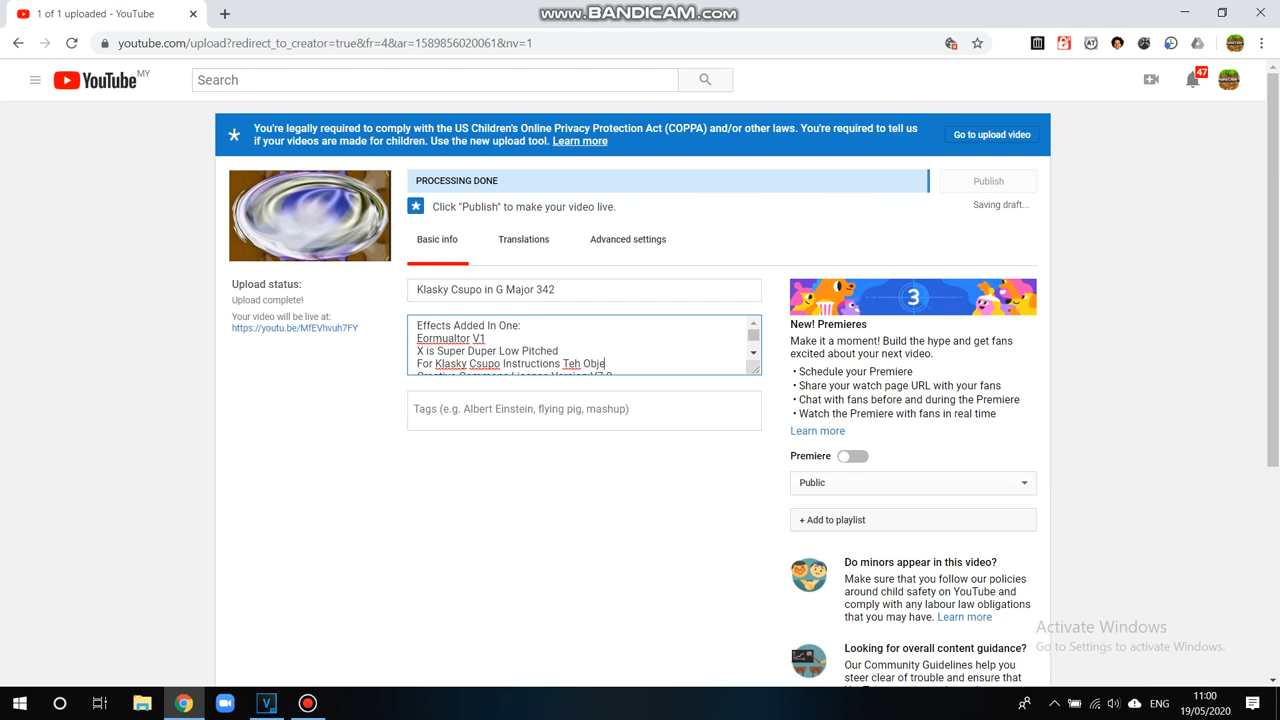 1 of 1 uploaded - YouTube
www.BANDICAM.com
youtube.com/upload?redirect_to_creator=true&fr=4&ar=1589856020061&nv=1
YouTube MY
Search
47
You're legally required to comply with the US Children's Online Privacy Protection Act (COPPA) and/or other laws. You're required to tell us
if your videos are made for children. Use the new upload tool. Learn more
Go to upload video
PROCESSING DONE
Publish
Click "Publish" to make your video live.
Saving draft...
Basic info
Translations
Advanced settings
Upload status:
Upload complete!
Your video will be live at:
https://youtu.be/MfEVhvuh7FY
Klasky Csupo in G Major 342
Effects Added In One:
Eormualtor V1
X is Super Duper Low Pitched
For Klasky Csupo Instructions Teh Obje
Creative Commons License Version V7.0
Tags (e.g. Albert Einstein, flying pig, mashup)
3
New! Premieres
Make it a moment! Build the hype and get fans
excited about your next video.
• Schedule your Premiere
• Share your watch page URL with your fans
• Chat with fans before and during the Premiere
• Watch the Premiere with fans in real time
Learn more
Premiere
Public
+ Add to playlist
Do minors appear in this video?
Make sure that you follow our policies
around child safety on YouTube and
comply with any labour law obligations
that you may have. Learn more
Looking for overall content guidance?
Our Community Guidelines help you
steer clear of trouble and ensure that
Activate Windows
Go to Settings to activate Windows.
ENG
11:00
19/05/2020